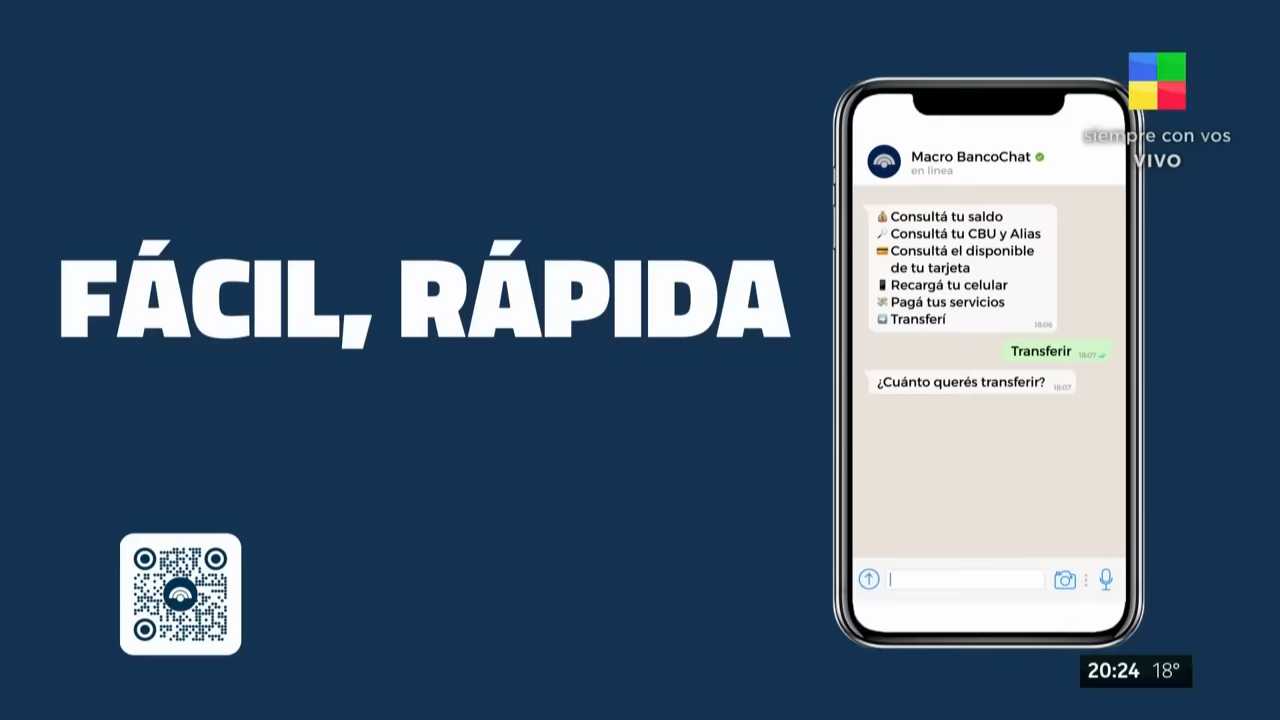 FÁCIL, RÁPIDA
siempre con vos
VIVO
Macro BancoChat
en línea
Consultá tu saldo
Consultá tu CBU y Alias
Consultá el disponible
de tu tarjeta
Recargá tu celular
Pagá tus servicios
Transferí
18:06
Transferir 18:07
¿Cuánto querés transferir? 18:07
20:24 18°